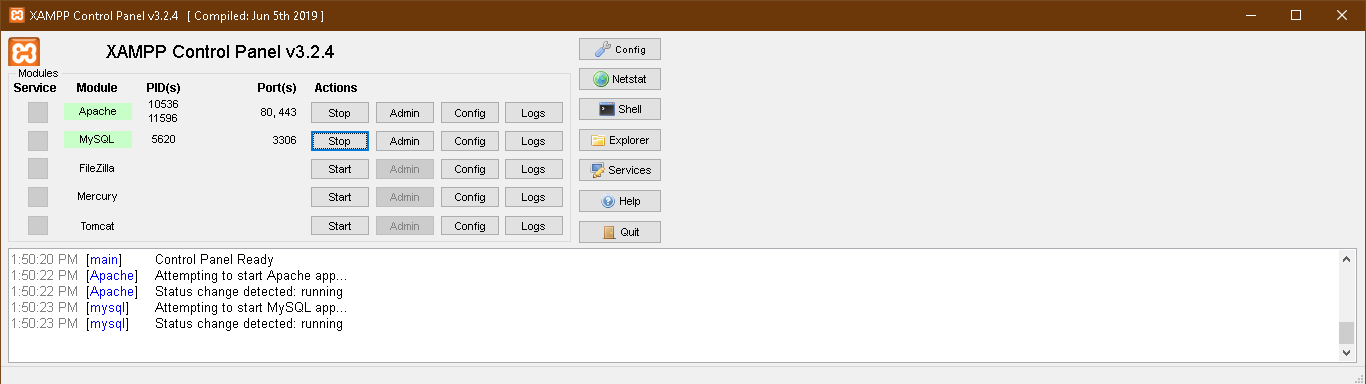 XAMPP Control Panel v3.2.4 [ Compiled: Jun 5th 2019 ]
XAMPP Control Panel v3.2.4
Config
Modules
Netstat
Service Module PID(s) Port(s) Actions
Apache 10536 11596 80, 443 Stop Admin Config Logs
Shell
MySQL 5620 3306 Stop Admin Config Logs
Explorer
FileZilla Start Admin Config Logs
Services
Mercury Start Admin Config Logs
Help
Tomcat Start Admin Config Logs
Quit
1:50:20 PM [main] Control Panel Ready
1:50:22 PM [Apache] Attempting to start Apache app...
1:50:22 PM [Apache] Status change detected: running
1:50:23 PM [mysql] Attempting to start MySQL app...
1:50:23 PM [mysql] Status change detected: running